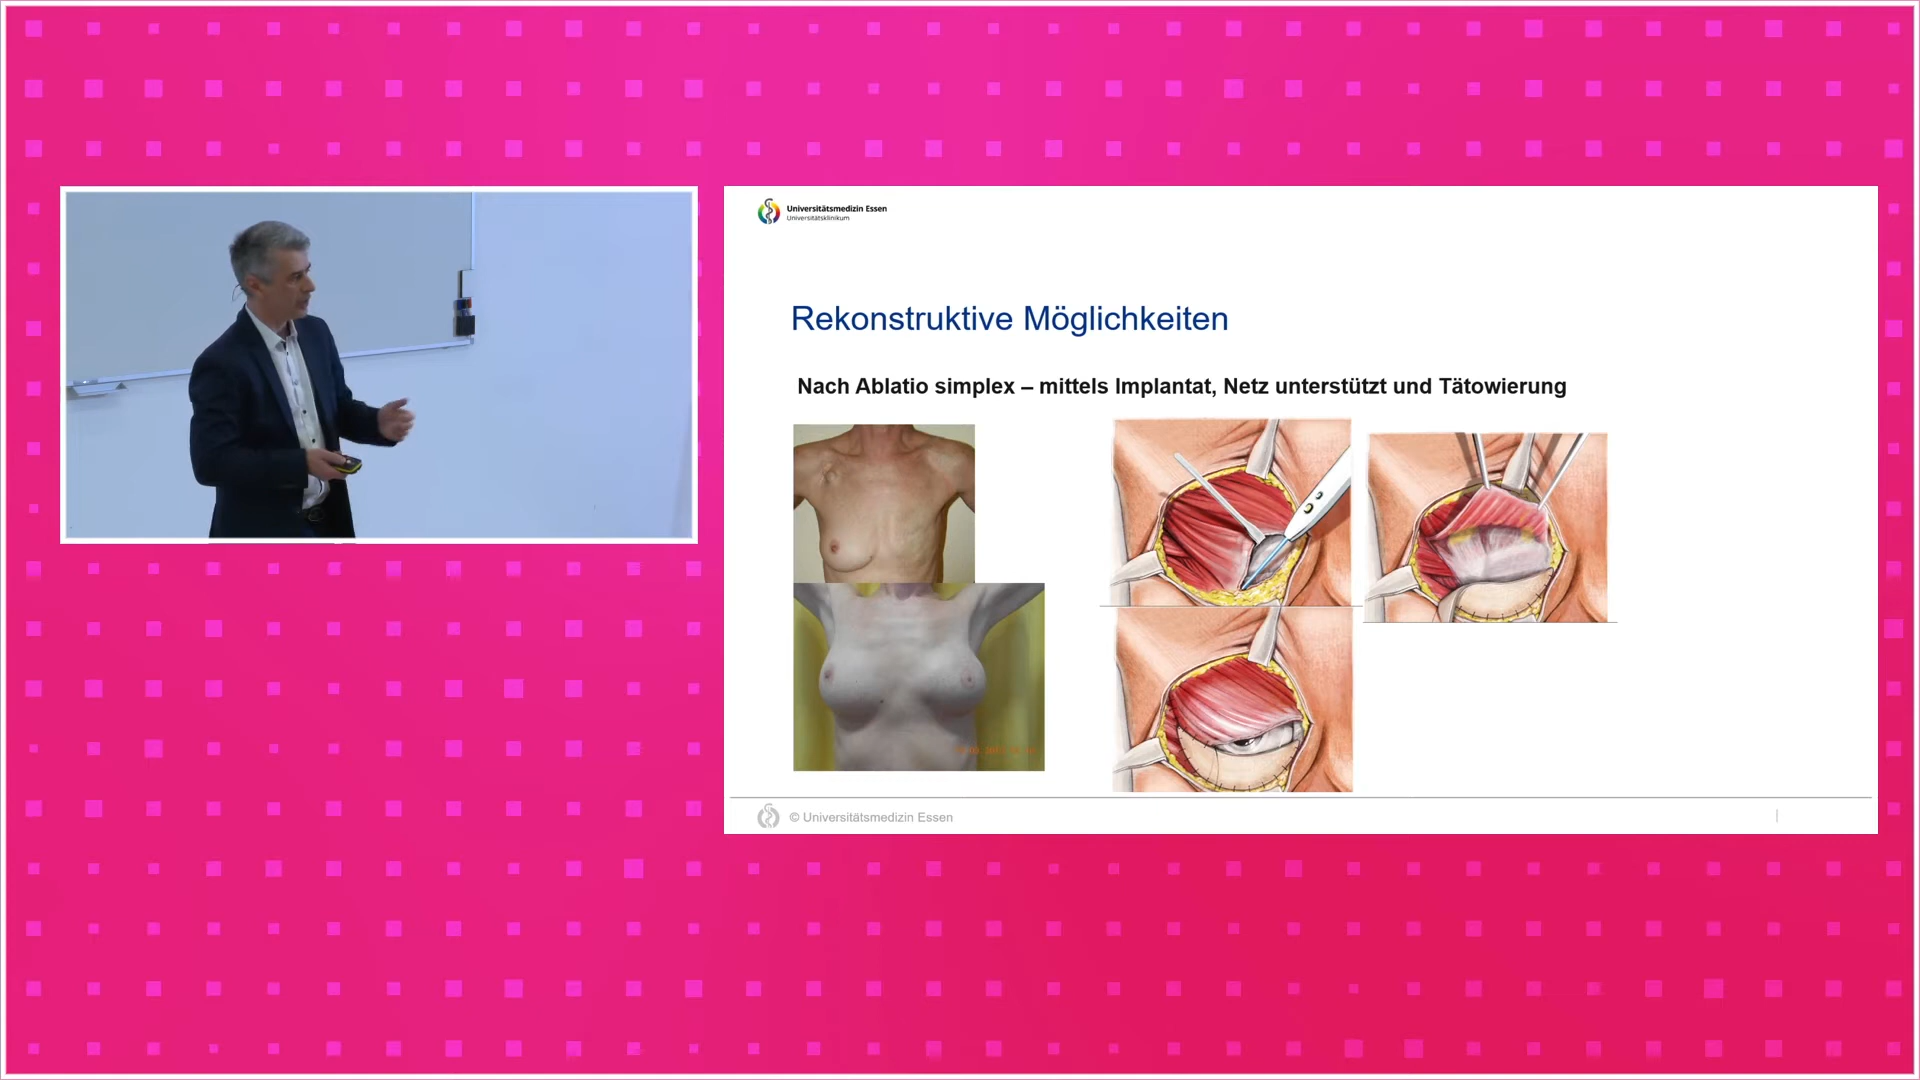 Universitätsmedizin Essen
Universitätsklinikum
Rekonstruktive Möglichkeiten
Nach Ablatio simplex – mittels Implantat, Netz unterstützt und Tätowierung
© Universitätsmedizin Essen